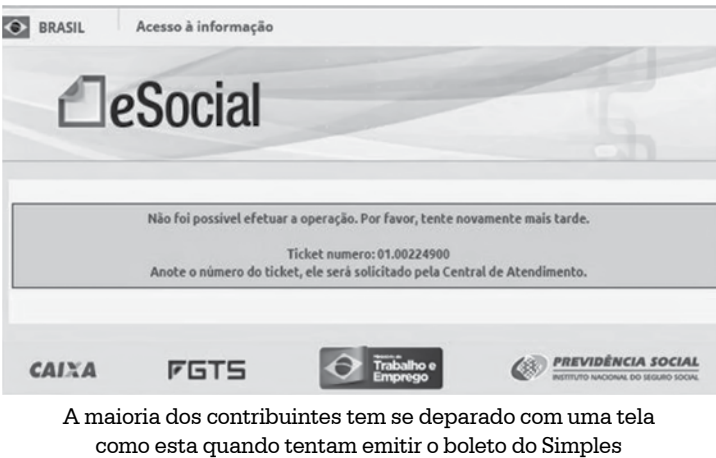 BRASIL Acesso à informação
eSocial
Não foi possivel efetuar a operação. Por favor, tente novamente mais tarde.
Ticket numero: 01.00224900
Anote o número do ticket, ele será solicitado pela Central de Atendimento.
CAIXA FGTS Trabalho e Emprego PREVIDÊNCIA SOCIAL
INSTITUTO NACIONAL DO SEGURO SOCIAL
A maioria dos contribuintes tem se deparado com uma tela
como esta quando tentam emitir o boleto do Simples